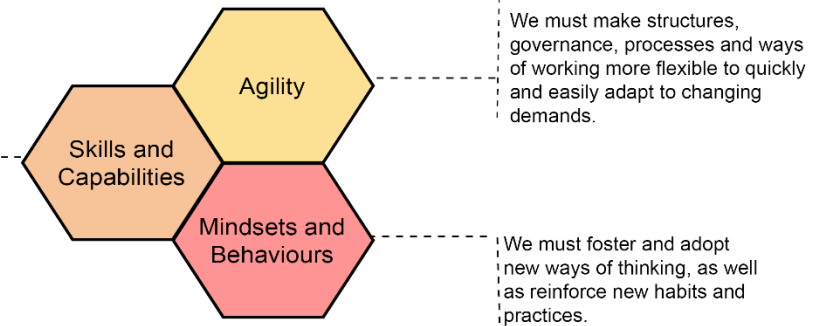 Agility
We must make structures,
governance, processes and ways
of working more flexible to quickly
and easily adapt to changing
demands.
Skills and
Capabilities
Mindsets and
Behaviours
We must foster and adopt
new ways of thinking, as well
as reinforce new habits and
practices.